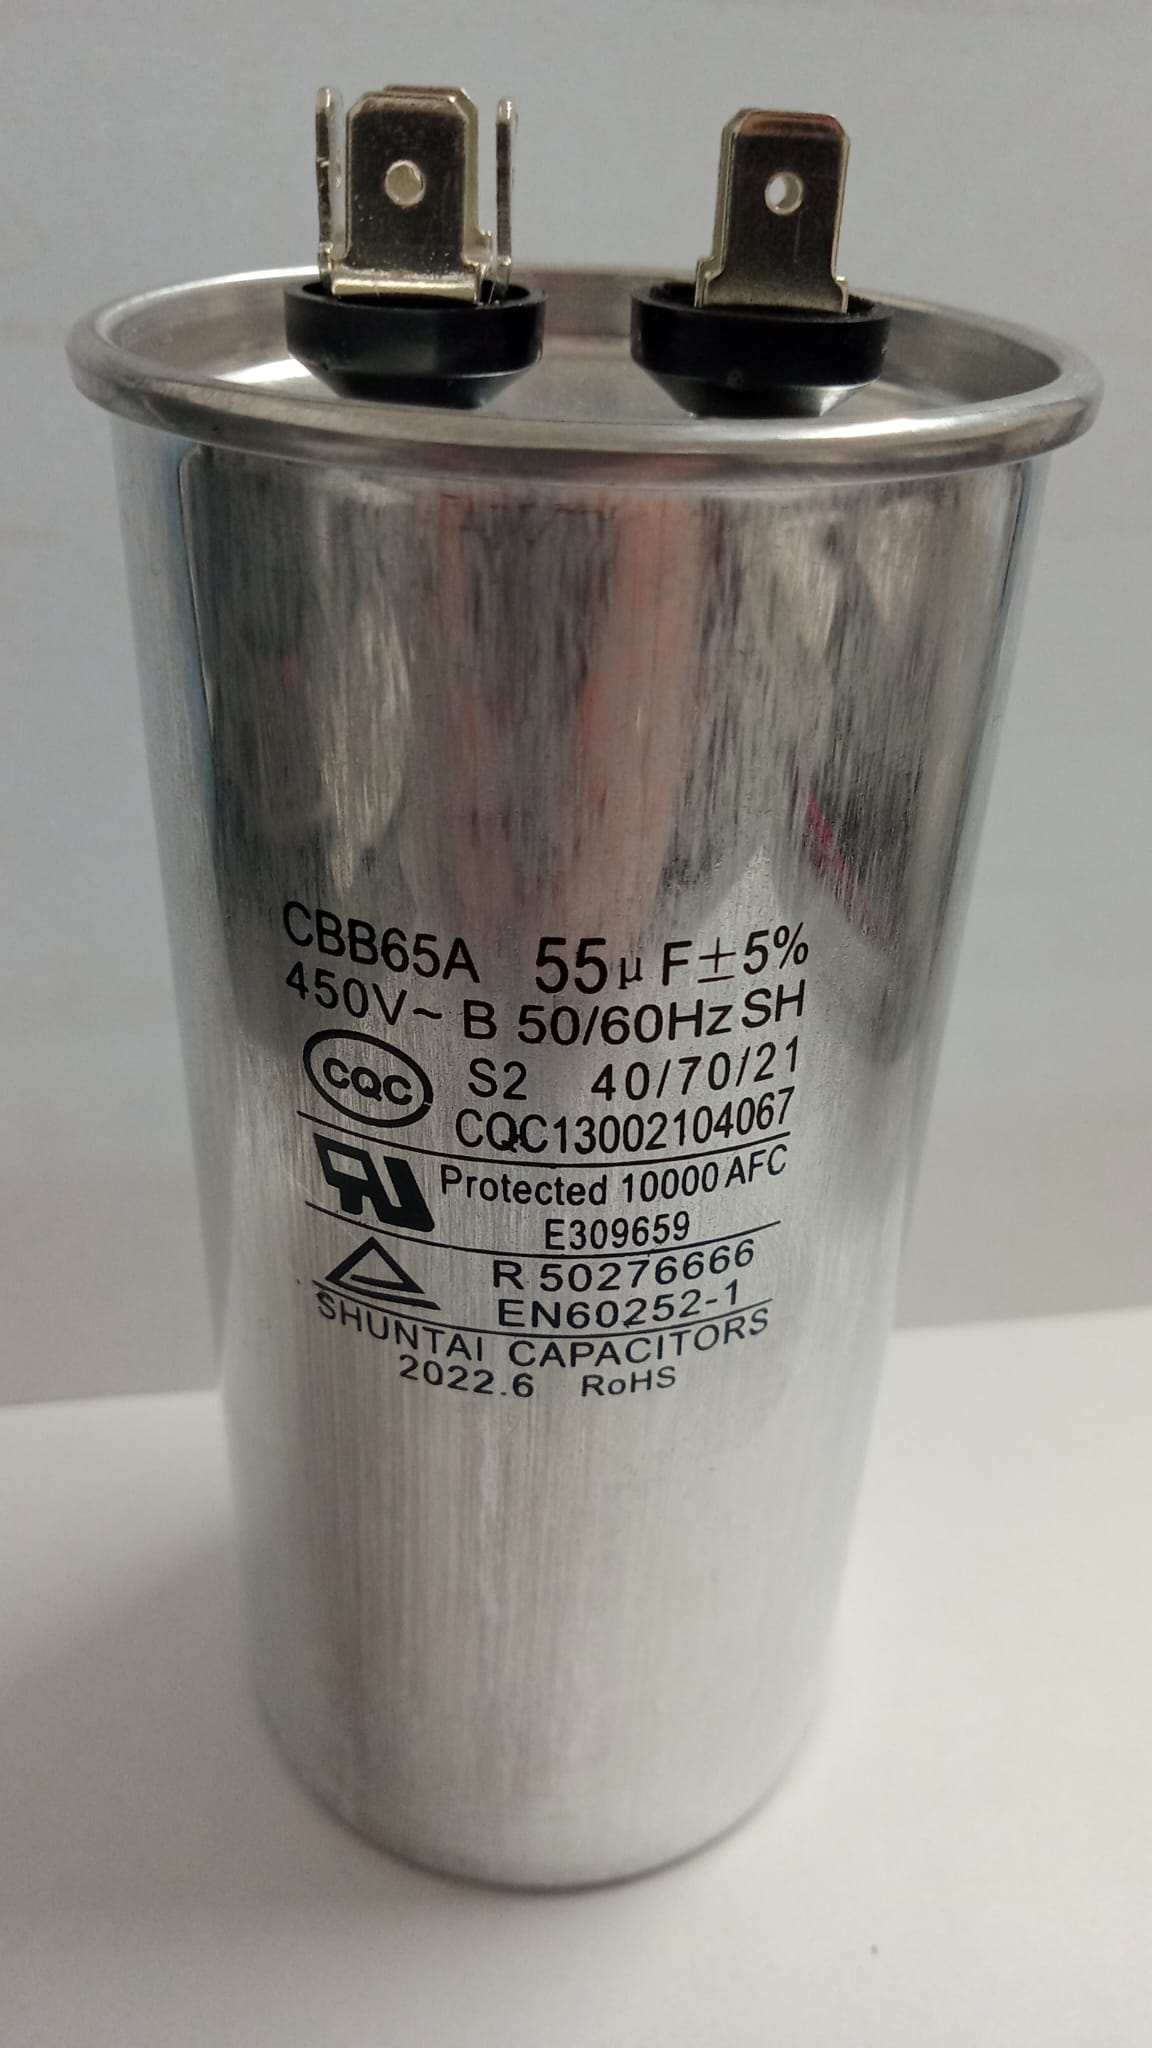 CBB65A 55μF±5%
450V~ B 50/60Hz SH
CQC S2 40/70/21
CQC13002104067
Protected 10000 AFC
E309659
R 50276666
EN60252-1
SHUNTAI CAPACITORS
2022.6 RoHS